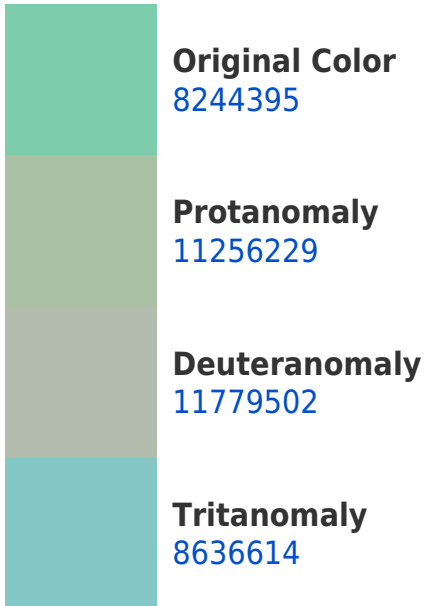 Original Color
8244395
Protanomaly
11256229
Deuteranomaly
11779502
Tritanomaly
8636614